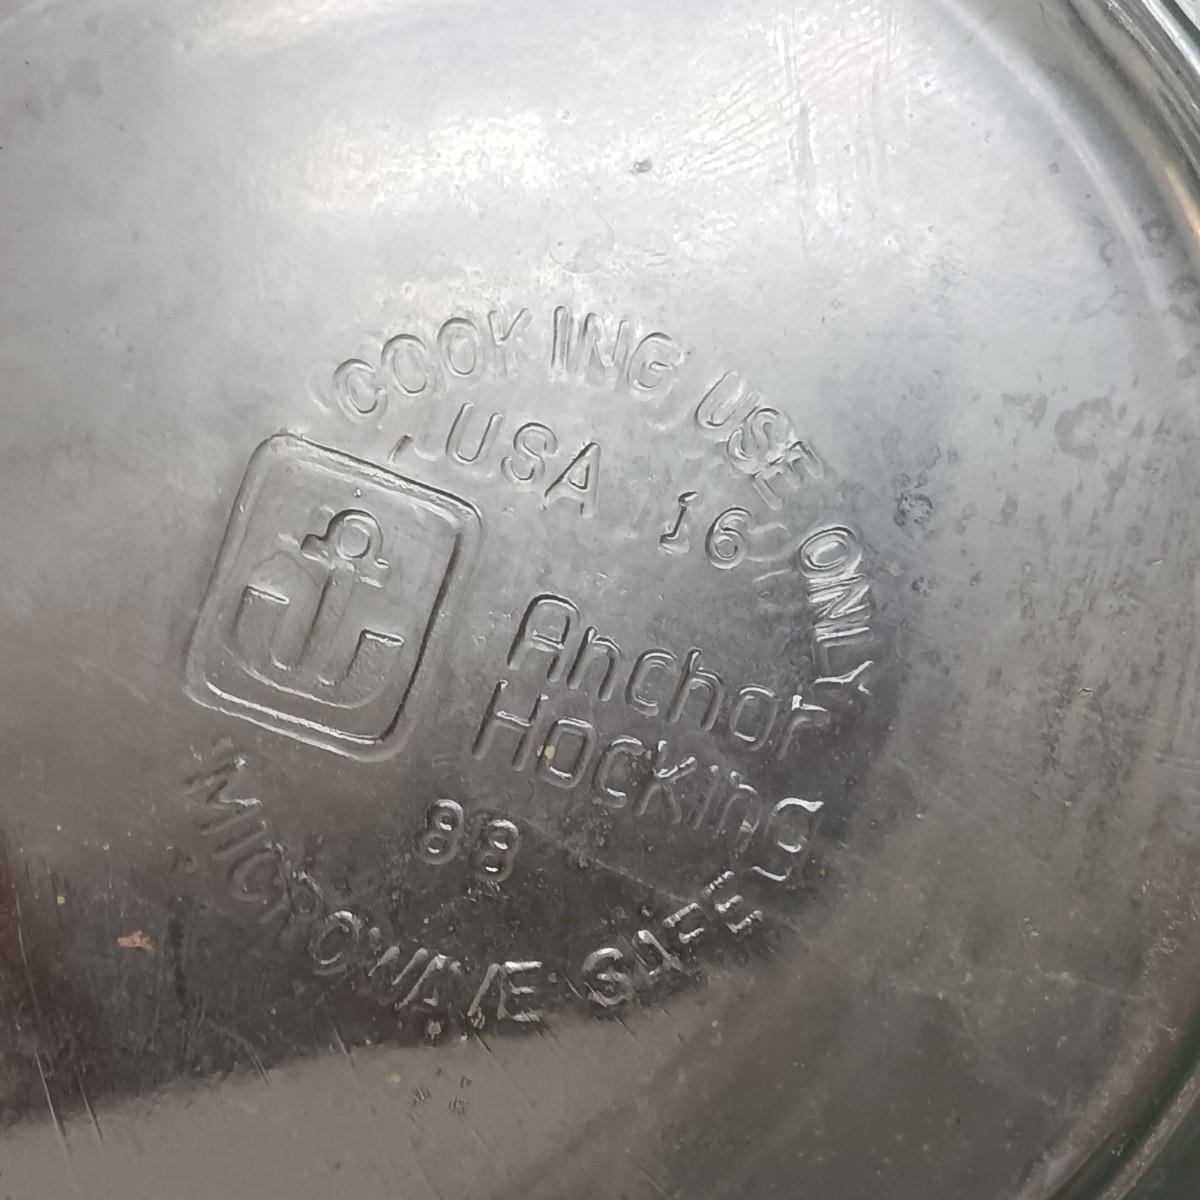 COOKING USE ONLY
USA 16
Anchor
Hocking
88
MICROWAVE SAFE